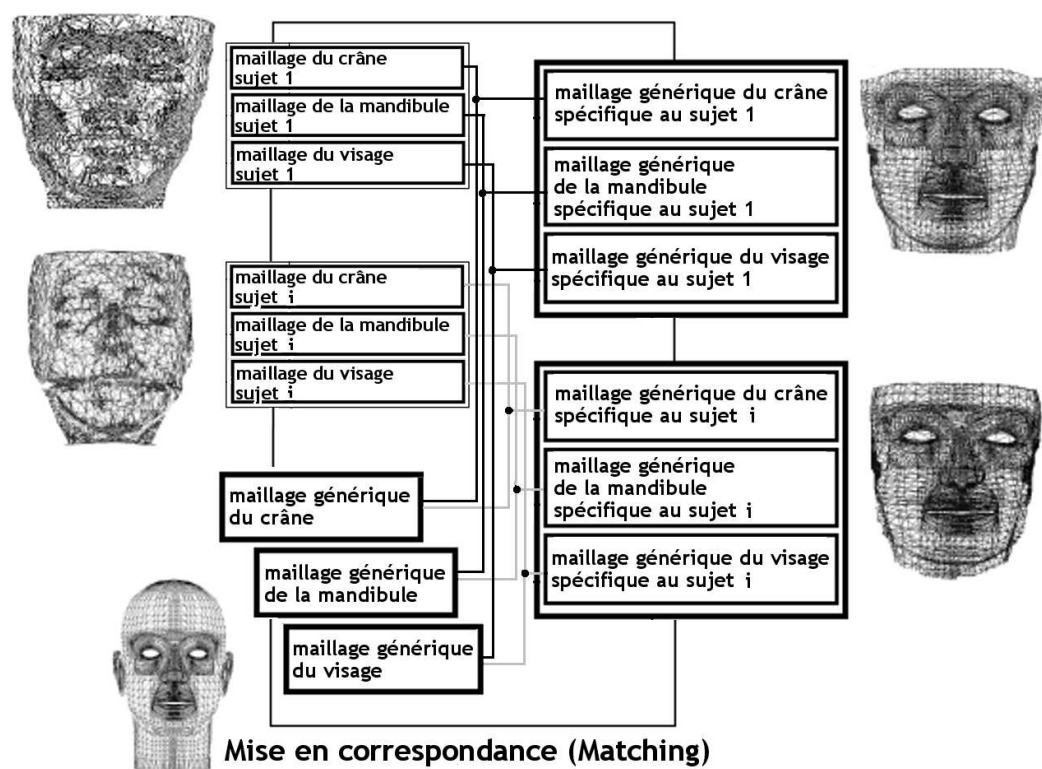 maillage du crâne
sujet 1
maillage de la mandibule
sujet 1
maillage du visage
sujet 1
maillage du crâne
sujet i
maillage de la mandibule
sujet i
maillage du visage
sujet i
maillage générique
du crâne
maillage générique
de la mandibule
maillage générique
du visage
maillage générique du crâne
spécifique au sujet 1
maillage générique
de la mandibule
spécifique au sujet 1
maillage générique du visage
spécifique au sujet 1
maillage générique du crâne
spécifique au sujet i
maillage générique
de la mandibule
spécifique au sujet i
maillage générique du visage
spécifique au sujet i
Mise en correspondance (Matching)